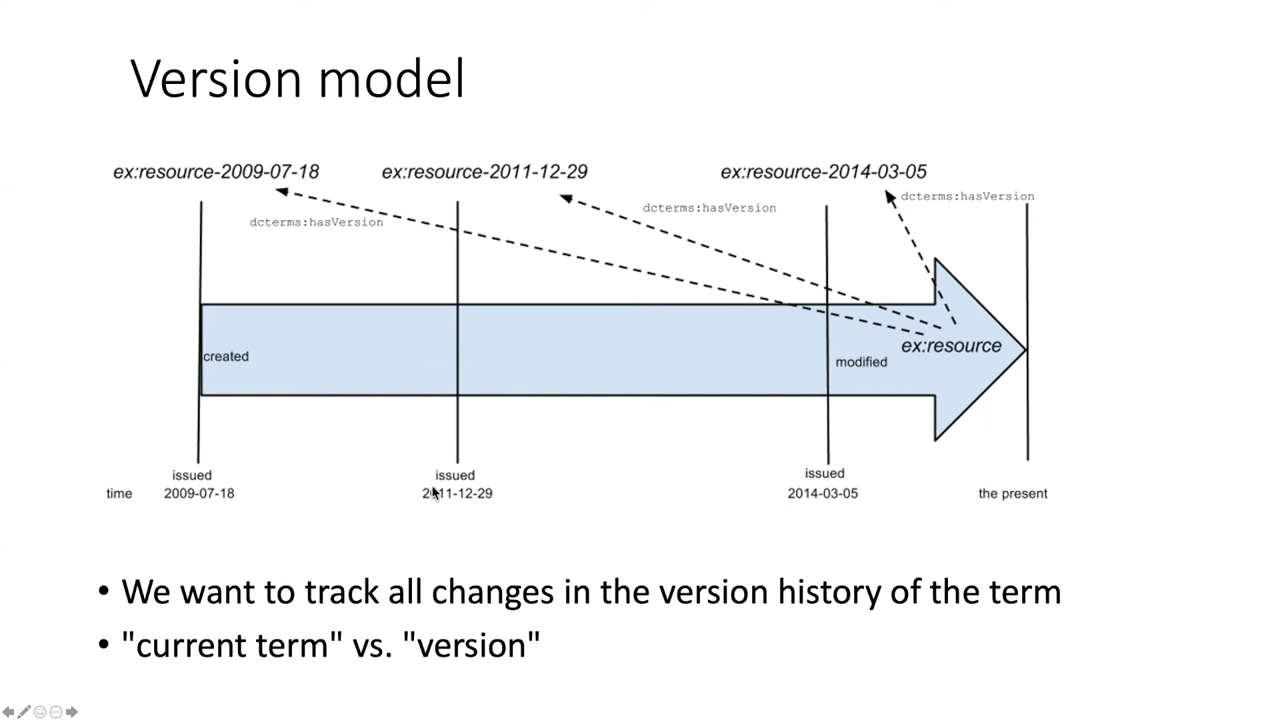 Version model
ex:resource-2009-07-18 ex:resource-2011-12-29 ex:resource-2014-03-05
dcterms:hasVersion
dcterms:hasVersion
dcterms:hasVersion
ex:resource
created
modified
issued issued issued
time 2009-07-18 2011-12-29 2014-03-05 the present
• We want to track all changes in the version history of the term
• "current term" vs. "version"